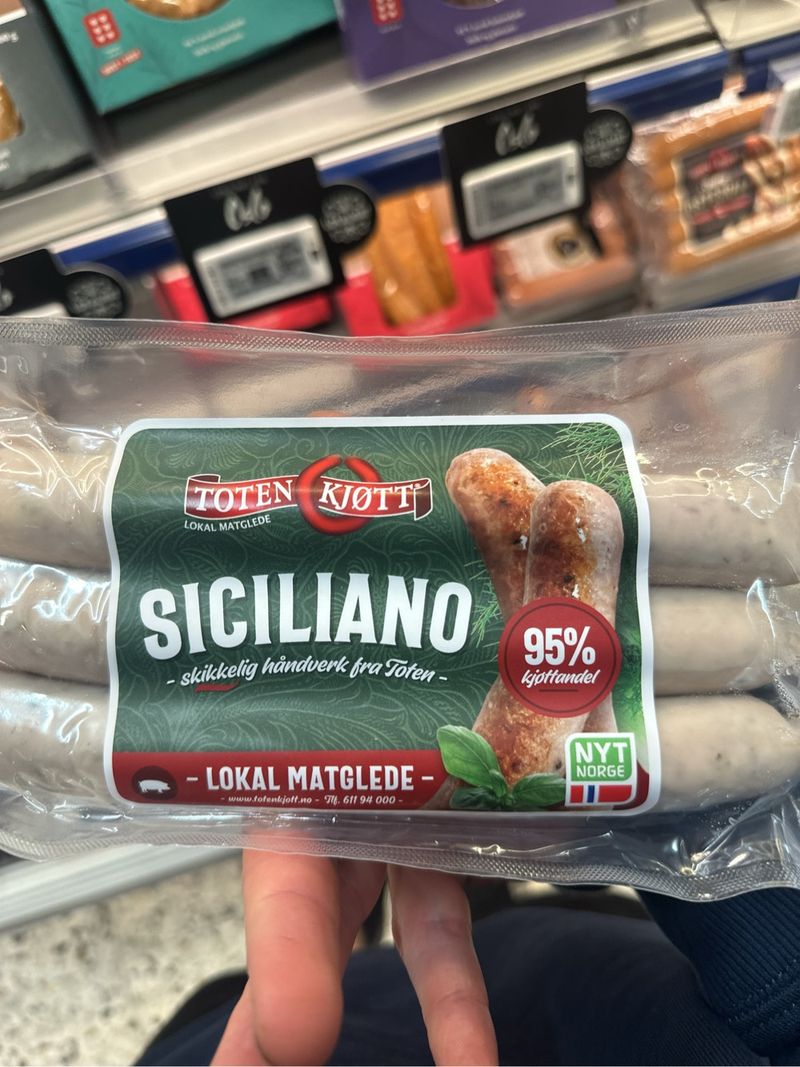 TOTEN KJØTT
LOKAL MATGLEDE
SICILIANO
- skikkelig håndverk fra Toten -
95%
kjøttandel
- LOKAL MATGLEDE -
- www.totenkjott.no - Tlf. 611 94 000 -
NYT
NORGE